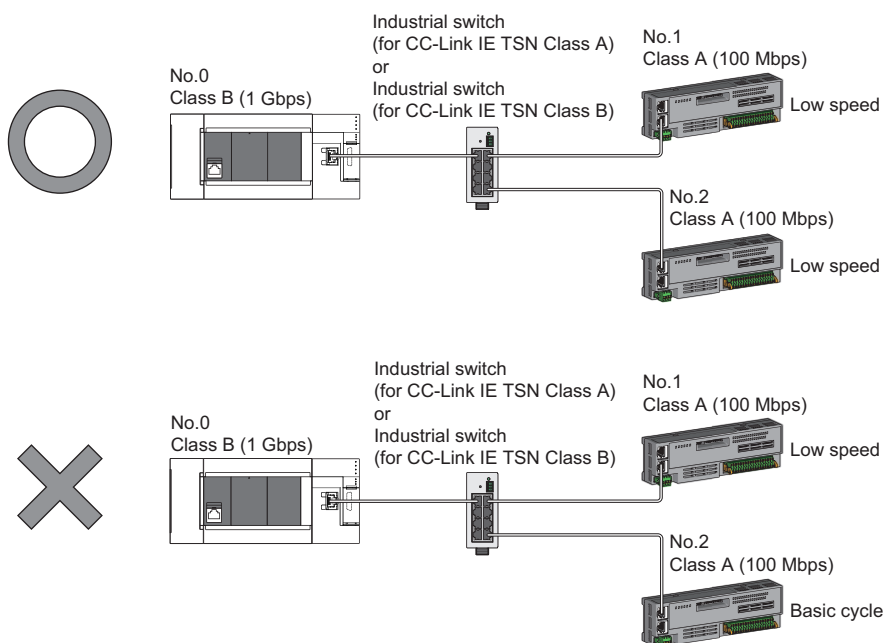 Industrial switch
(for CC-Link IE TSN Class A)
or
Industrial switch
(for CC-Link IE TSN Class B)
No.0
Class B (1 Gbps)
No.1
Class A (100 Mbps)
Low speed
No.2
Class A (100 Mbps)
Low speed
Industrial switch
(for CC-Link IE TSN Class A)
or
Industrial switch
(for CC-Link IE TSN Class B)
No.0
Class B (1 Gbps)
No.1
Class A (100 Mbps)
Low speed
No.2
Class A (100 Mbps)
Basic cycle